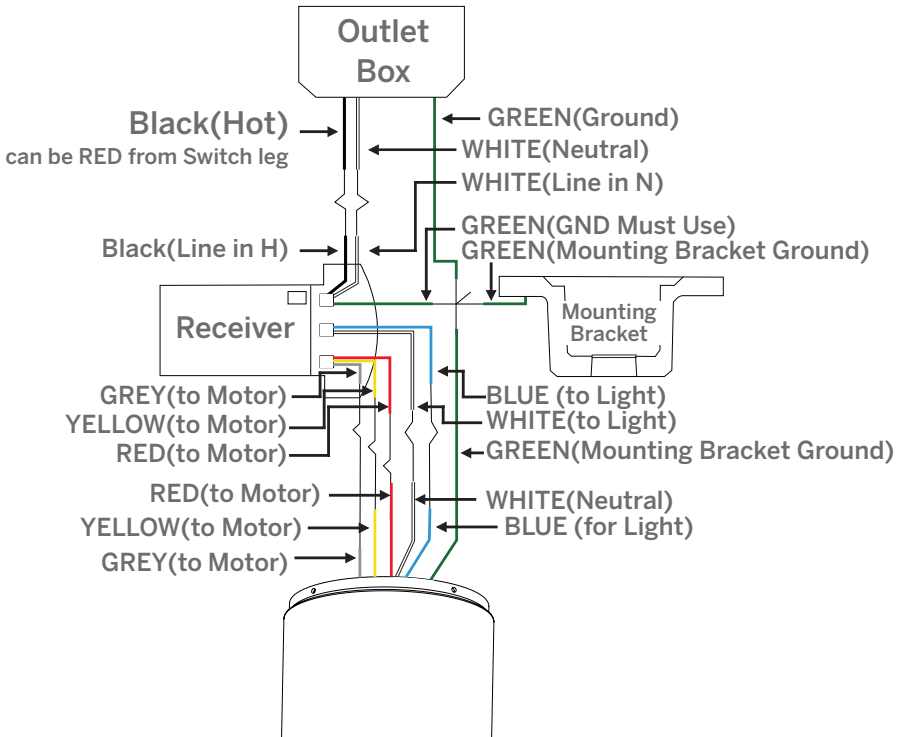 Outlet
Box
Black(Hot)
can be RED from Switch leg
GREEN(Ground)
WHITE(Neutral)
WHITE(Line in N)
GREEN(GND Must Use)
Black(Line in H)
GREEN(Mounting Bracket Ground)
Receiver
Mounting
Bracket
GREY(to Motor)
BLUE (to Light)
YELLOW(to Motor)
WHITE(to Light)
RED(to Motor)
GREEN(Mounting Bracket Ground)
RED(to Motor)
WHITE(Neutral)
YELLOW(to Motor)
BLUE (for Light)
GREY(to Motor)